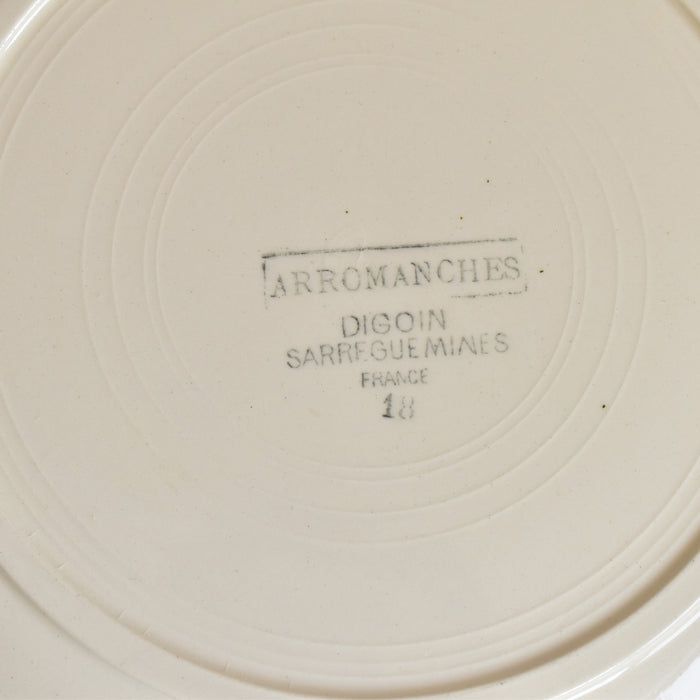 ARROMANCHES
DIGOIN
SARREGUEMINES
FRANCE
18